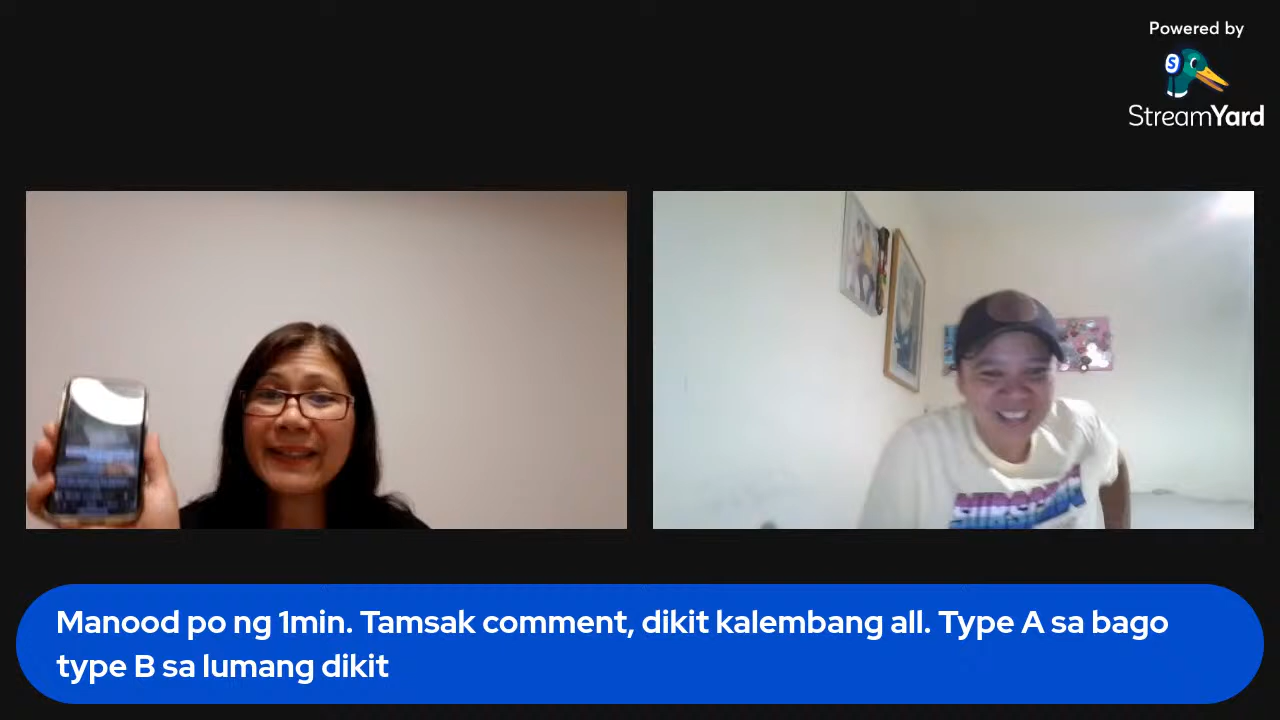 Powered by
S
StreamYard
SUBSCRIBE
Manood po ng 1min. Tamsak comment, dikit kalembang all. Type A sa bago
type B sa lumang dikit